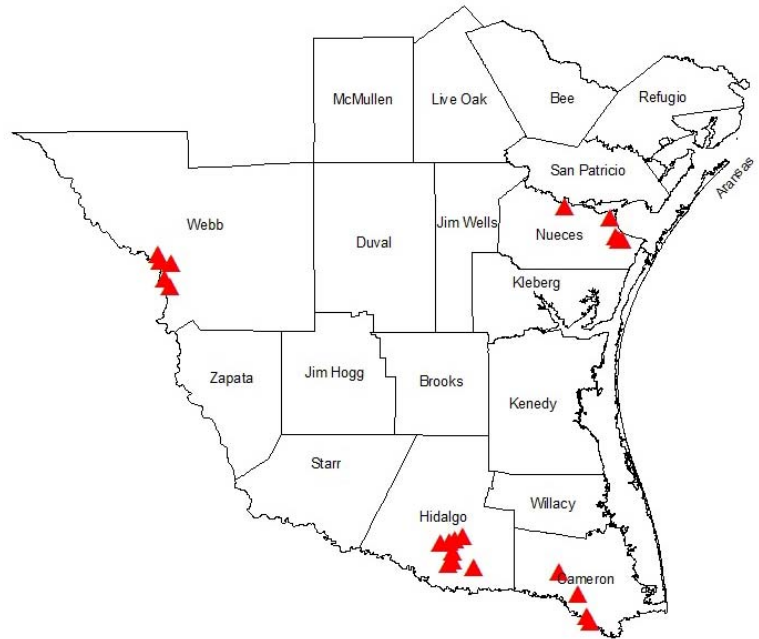 McMullen
Live Oak
Bee
Refugio
San Patricio
Aransas
Webb
Duval
Jim Wells
Nueces
Kleberg
Zapata
Jim Hogg
Brooks
Kenedy
Starr
Hidalgo
Willacy
Cameron